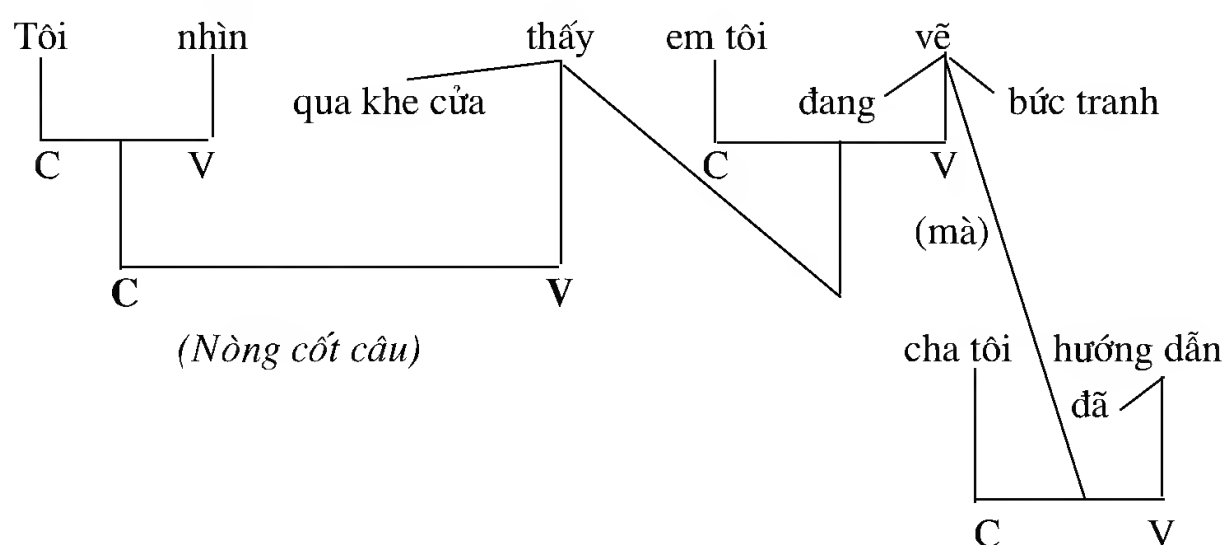 Tôi nhìn thấy em tôi vẽ
qua khe cửa đang bức tranh
C V C V
(mà)
C V
(Nòng cốt câu)
cha tôi hướng dẫn
đã
C V